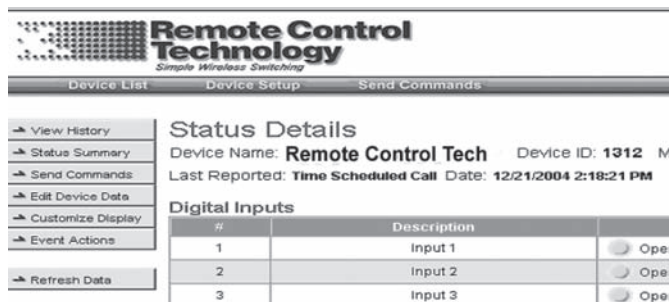 Remote Control
Technology
Simple Wireless Switching
Device List Device Setup Send Commands
View History
Status Summary
Send Commands
Edit Device Data
Customize Display
Event Actions
Refresh Data
Status Details
Device Name: Remote Control Tech Device ID: 1312 M
Last Reported: Time Scheduled Call Date: 12/21/2004 2:18:21 PM
Digital Inputs
# Description
1 Input 1 Ope
2 Input 2 Ope
3 Input 3 Ope